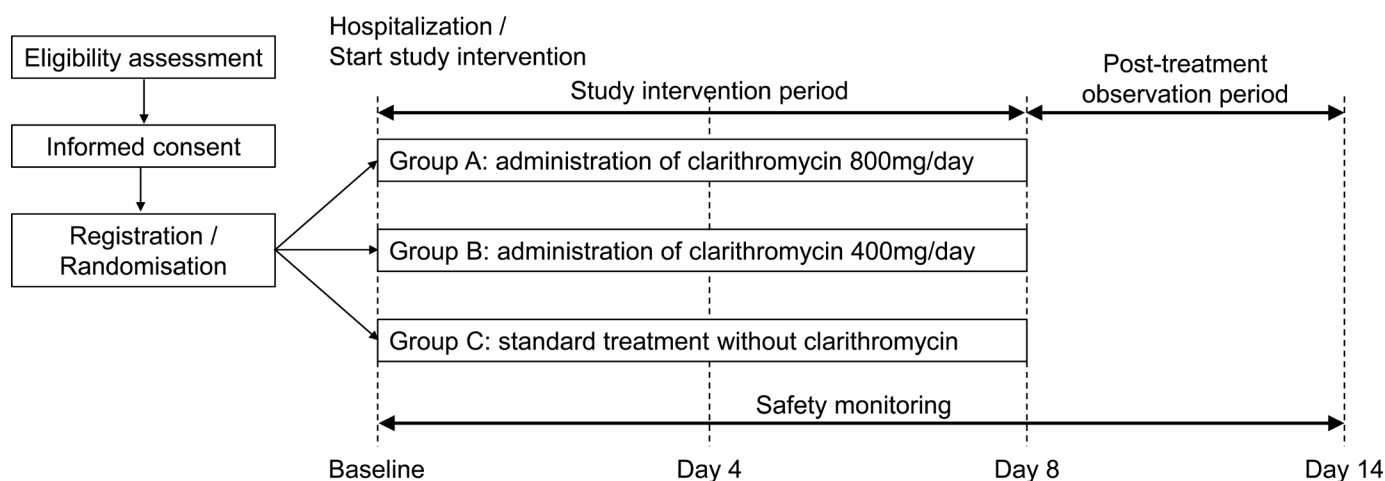 Hospitalization /
Start study intervention
Eligibility assessment
Informed consent
Registration /
Randomisation
Study intervention period
Post-treatment
observation period
Group A: administration of clarithromycin 800mg/day
Group B: administration of clarithromycin 400mg/day
Group C: standard treatment without clarithromycin
Safety monitoring
Baseline
Day 4
Day 8
Day 14